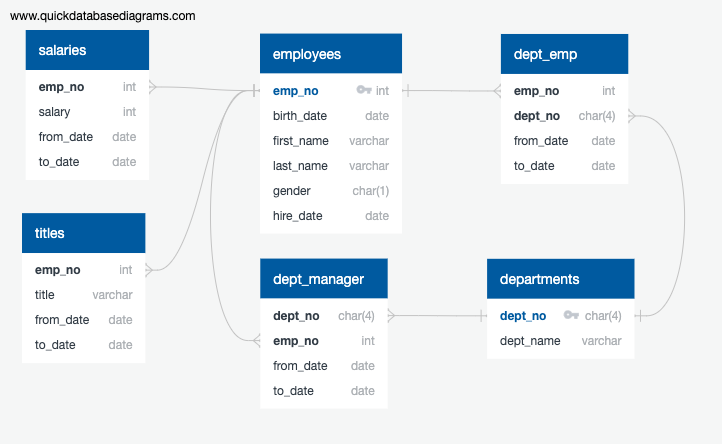 www.quickdatabasediagrams.com
salaries
emp_no int
salary int
from_date date
to_date date
employees
emp_no int
birth_date date
first_name varchar
last_name varchar
gender char(1)
hire_date date
dept_emp
emp_no int
dept_no char(4)
from_date date
to_date date
titles
emp_no int
title varchar
from_date date
to_date date
dept_manager
dept_no char(4)
emp_no int
from_date date
to_date date
departments
dept_no char(4)
dept_name varchar